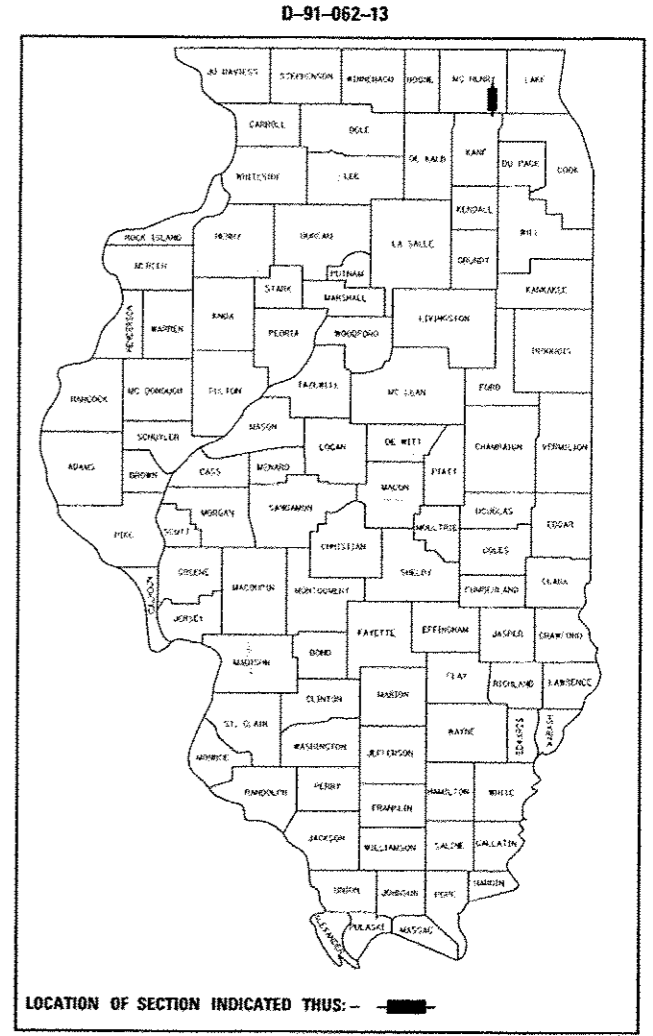 D-91-062-13
JO DAVIESS STEPHENSON WINNEBAGO BOONE MC HENRY LAKE
CARROLL OGLE DE KALB KANE DU PAGE COOK
WHITESIDE LEE
KENDALL WILL
ROCK ISLAND HENRY BUREAU LA SALLE GRUNDY
MERCER PUTNAM KANKAKEE
STARK MARSHALL
HENDERSON WARREN KNOX PEORIA WOODFORD LIVINGSTON IROQUOIS
HANCOCK MC DONOUGH FULTON TAZEWELL MC LEAN FORD
MASON
SCHUYLER LOGAN DE WITT CHAMPAIGN VERMILION
ADAMS BROWN CASS MENARD PIATT
MACON
MORGAN SANGAMON DOUGLAS
PIKE SCOTT CHRISTIAN MOULTRIE EDGAR
COLES
GREENE SHELBY
CALHOUN MACOUPIN MONTGOMERY CUMBERLAND CLARK
JERSEY FAYETTE EFFINGHAM JASPER CRAWFORD
MADISON BOND
CLAY RICHLAND LAWRENCE
CLINTON MARION
ST. CLAIR WAYNE EDWARDS WABASH
MONROE WASHINGTON JEFFERSON
RANDOLPH PERRY HAMILTON WHITE
FRANKLIN
JACKSON WILLIAMSON SALINE GALLATIN
UNION JOHNSON POPE HARDIN
ALEXANDER PULASKI MASSAC
LOCATION OF SECTION INDICATED THUS: -